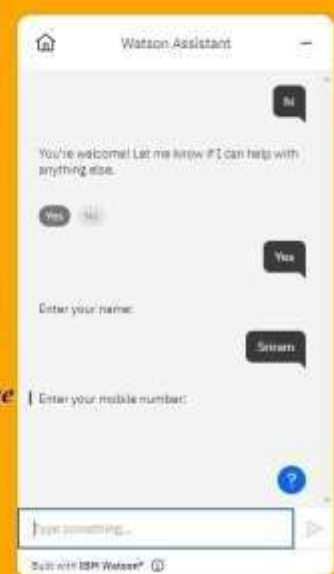 Watson Assistant
hi
You're welcome! Let me know if I can help with
anything else.
Yes No
Yes
Enter your name:
Sriram
Enter your mobile number:
?
Type something...
Built with IBM Watson®